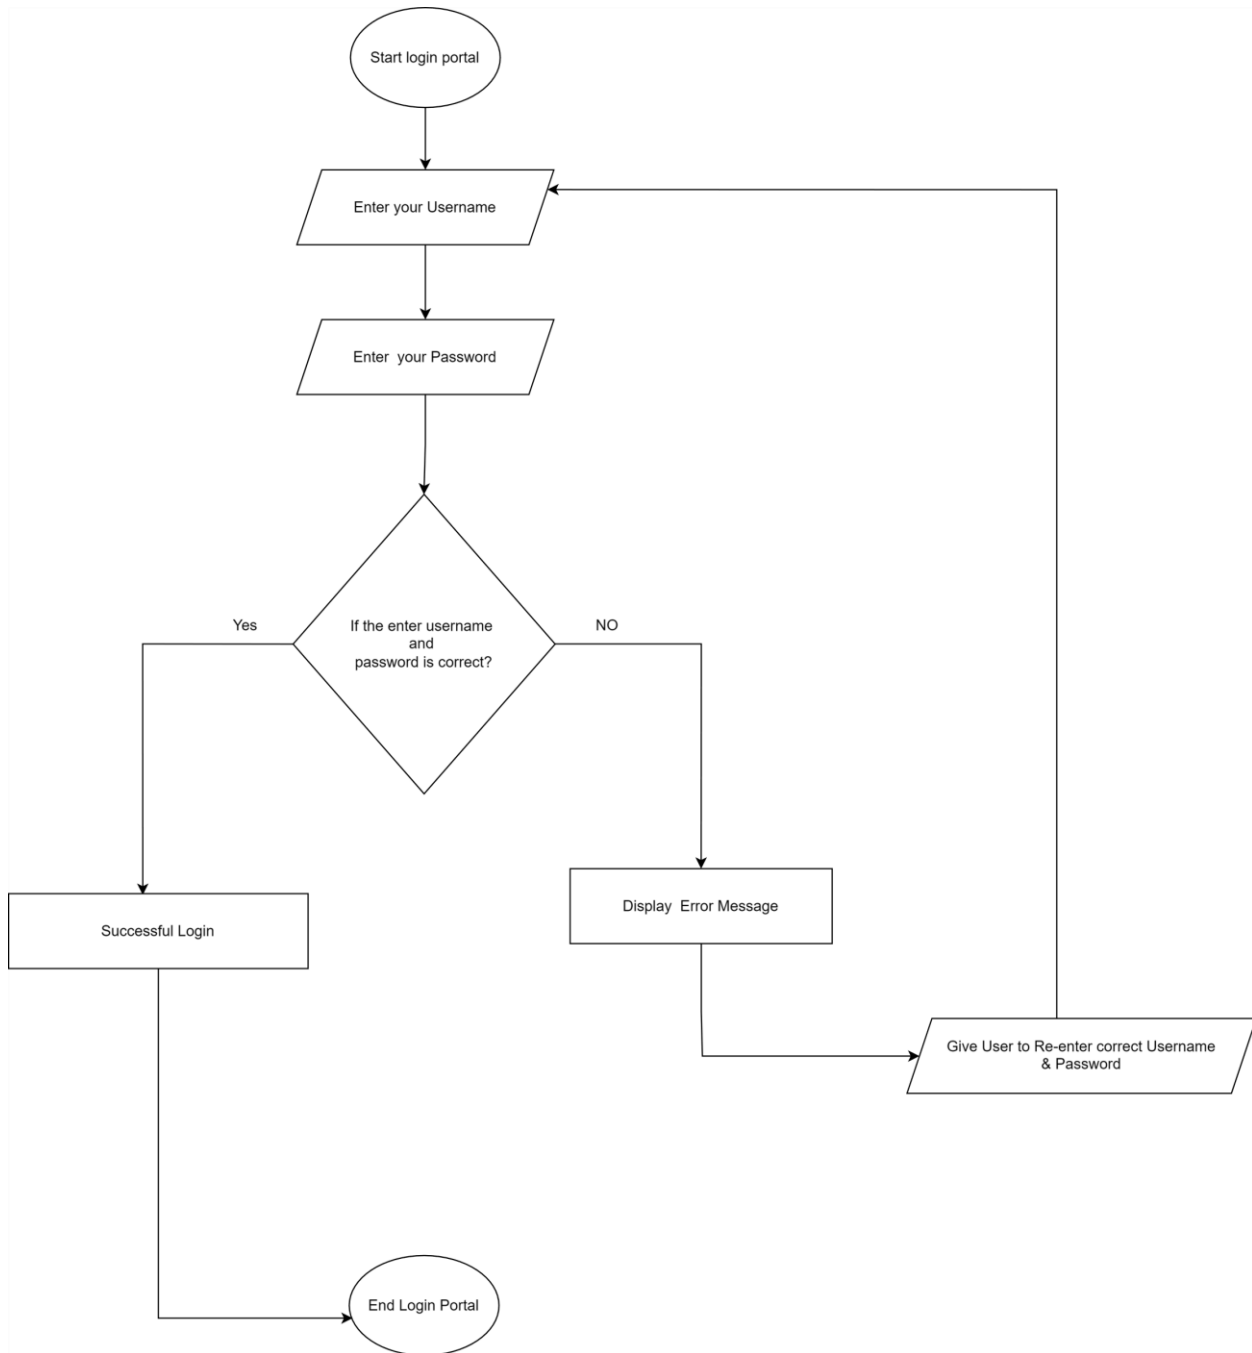 Start login portal
Enter your Username
Enter  your Password
Yes
If the enter username
and
password is correct?
NO
Successful Login
Display  Error Message
Give User to Re-enter correct Username
& Password
End Login Portal